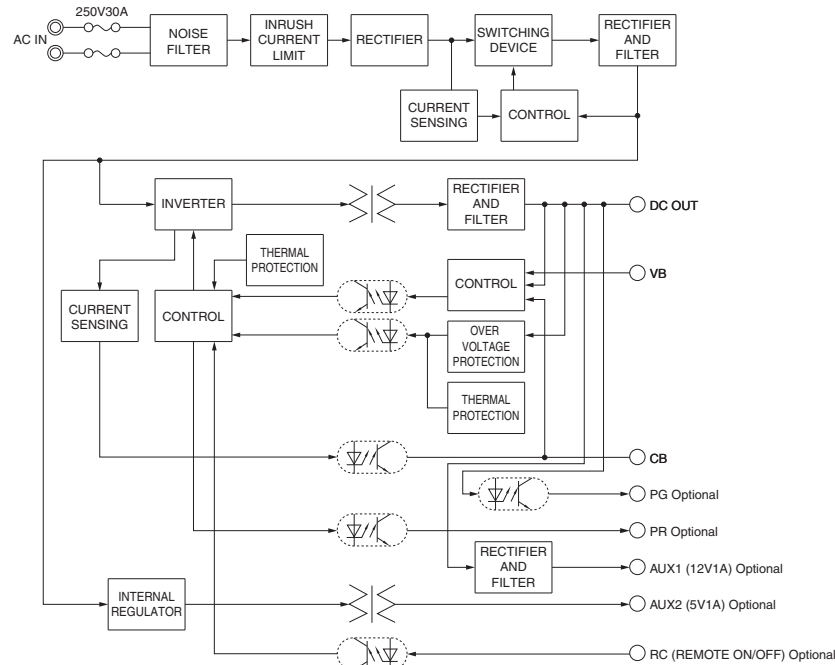 250V30A
AC IN
NOISE
FILTER
INRUSH
CURRENT
LIMIT
RECTIFIER
SWITCHING
DEVICE
RECTIFIER
AND
FILTER
CURRENT
SENSING
CONTROL
INVERTER
RECTIFIER
AND
FILTER
DC OUT
THERMAL
PROTECTION
CONTROL
VB
CURRENT
SENSING
CONTROL
OVER
VOLTAGE
PROTECTION
THERMAL
PROTECTION
CB
PG Optional
PR Optional
RECTIFIER
AND
FILTER
AUX1 (12V1A) Optional
INTERNAL
REGULATOR
AUX2 (5V1A) Optional
RC (REMOTE ON/OFF) Optional